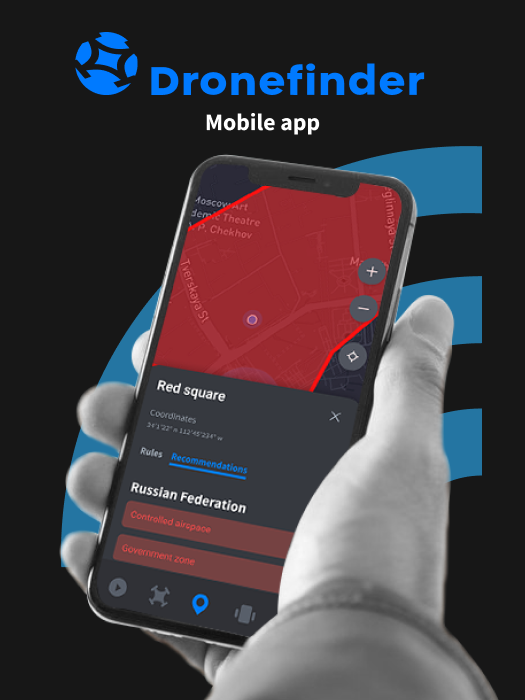 Dronefinder
Mobile app
Moscow Art
Theatre
P. Chekhov
Tverskaya St
Red square
Coordinates
34°1'22" n 112°45'234" w
Rules Recommendations
Russian Federation
Controlled airspace
Government zone